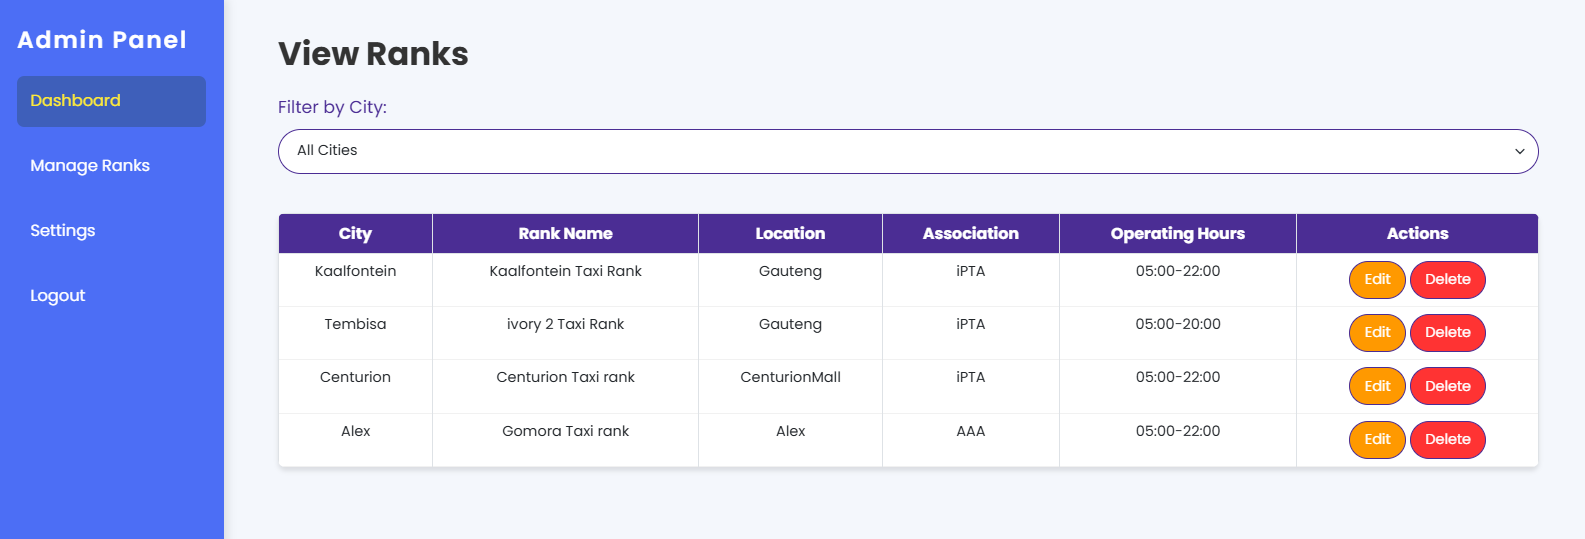 Admin Panel
Dashboard
Manage Ranks
Settings
Logout
View Ranks
Filter by City:
All Cities
City Rank Name Location Association Operating Hours Actions
Kaalfontein Kaalfontein Taxi Rank Gauteng iPTA 05:00-22:00 Edit Delete
Tembisa ivory 2 Taxi Rank Gauteng iPTA 05:00-20:00 Edit Delete
Centurion Centurion Taxi rank CenturionMall iPTA 05:00-22:00 Edit Delete
Alex Gomora Taxi rank Alex AAA 05:00-22:00 Edit Delete